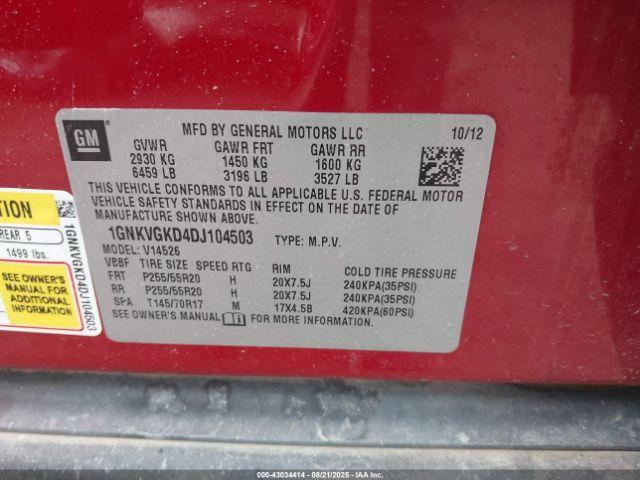 GM
MFD BY GENERAL MOTORS LLC
10/12
GVWR GAWR FRT GAWR RR
2930 KG 1450 KG 1600 KG
6459 LB 3196 LB 3527 LB
THIS VEHICLE CONFORMS TO ALL APPLICABLE U.S. FEDERAL MOTOR
VEHICLE SAFETY STANDARDS IN EFFECT ON THE DATE OF
MANUFACTURE SHOWN ABOVE.
1GNKVGKD4DJ104503 TYPE: M.P.V.
MODEL: V14526
VBBF TIRE SIZE SPEED RTG RIM COLD TIRE PRESSURE
FRT P255/55R20 H 20X7.5J 240KPA(35PSI)
RR P255/55R20 H 20X7.5J 240KPA(35PSI)
SPA T145/70R17 M 17X4.5B 420KPA(60PSI)
SEE OWNER'S MANUAL FOR MORE INFORMATION.
REAR 5
1499 lbs.
SEE OWNER'S
MANUAL FOR
ADDITIONAL
INFORMATION
1GNKVGKD4DJ104503
000-43034414 - 08/21/2025 - IAAI.COM